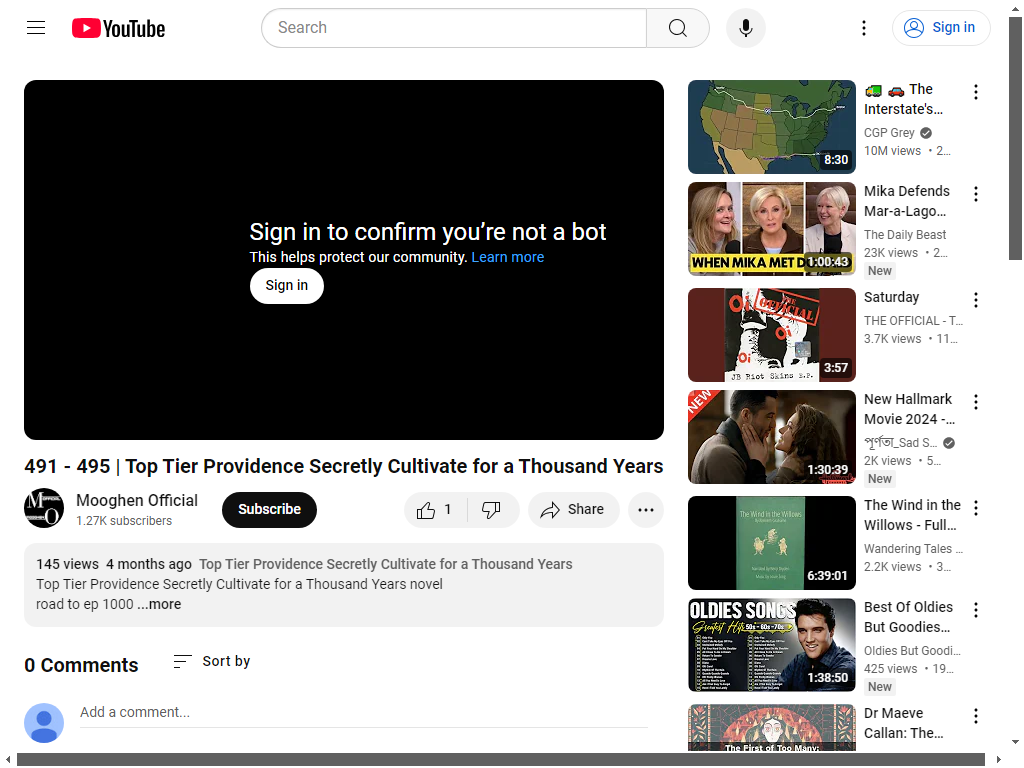 YouTube
Search
Sign in
Sign in to confirm you're not a bot
This helps protect our community. Learn more
Sign in
491 - 495 | Top Tier Providence Secretly Cultivate for a Thousand Years
Mooghen Official
1.27K subscribers
Subscribe
1
Share
145 views 4 months ago Top Tier Providence Secretly Cultivate for a Thousand Years
Top Tier Providence Secretly Cultivate for a Thousand Years novel
road to ep 1000 ...more
0 Comments
Sort by
Add a comment...
8:30
🚛 🚗 The
Interstate's...
CGP Grey
10M views • 2...
WHEN MIKA MET D
1:00:43
Mika Defends
Mar-a-Lago...
The Daily Beast
23K views • 2...
New
Oi
THE OFFICIAL
Oi
Oi
JB Riot Skins E.P.
3:57
Saturday
THE OFFICIAL - T...
3.7K views • 11...
NEW
1:30:39
New Hallmark
Movie 2024 -...
পূর্ণতা_Sad S...
2K views • 5...
New
The Wind in the Willows
6:39:01
The Wind in the
Willows - Full...
Wandering Tales ...
2.2K views • 3...
OLDIES SONGS
Greatest Hits 50s - 60s - 70s
1:38:50
Best Of Oldies
But Goodies...
Oldies But Goodi...
425 views • 19...
New
The First of Too Many:
Dr Maeve
Callan: The...